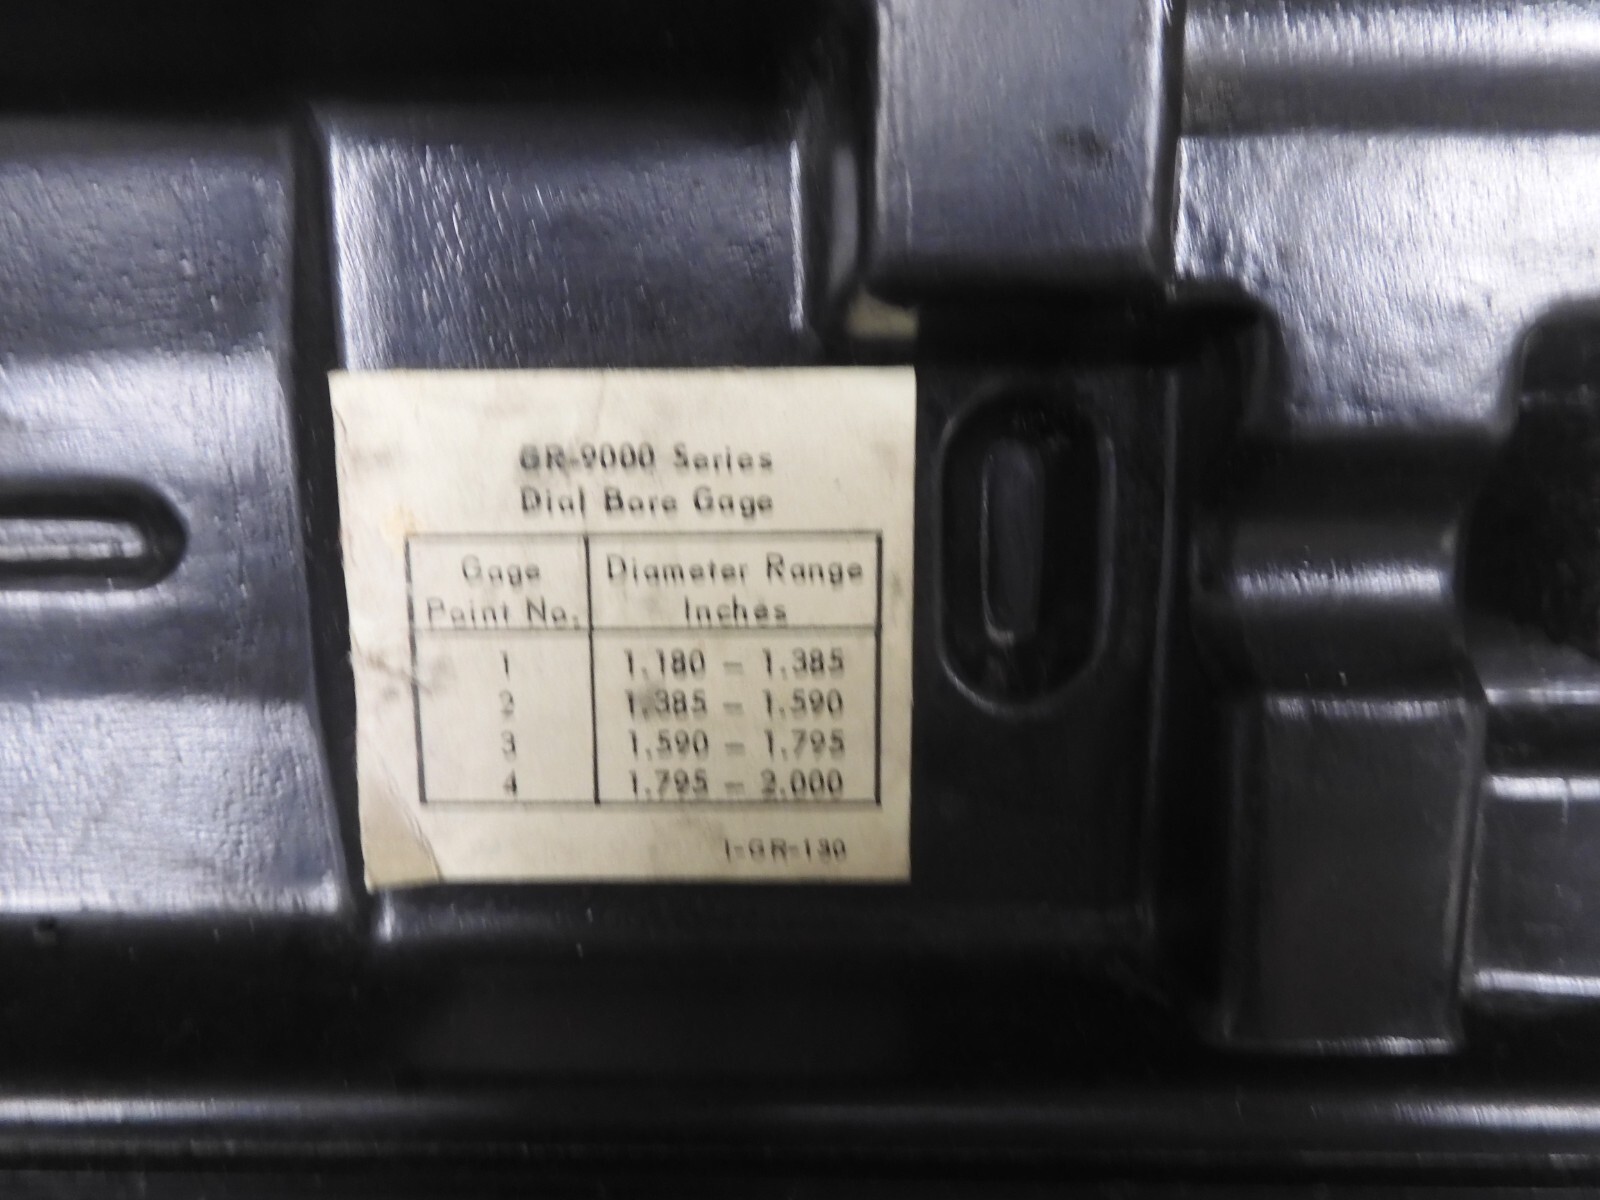 GR-9000 Series
Dial Bore Gage
Gage Point No. Diameter Range Inches
1 1.180 – 1.385
2 1.385 – 1.590
3 1.590 – 1.795
4 1.795 – 2.000
1-GR-130